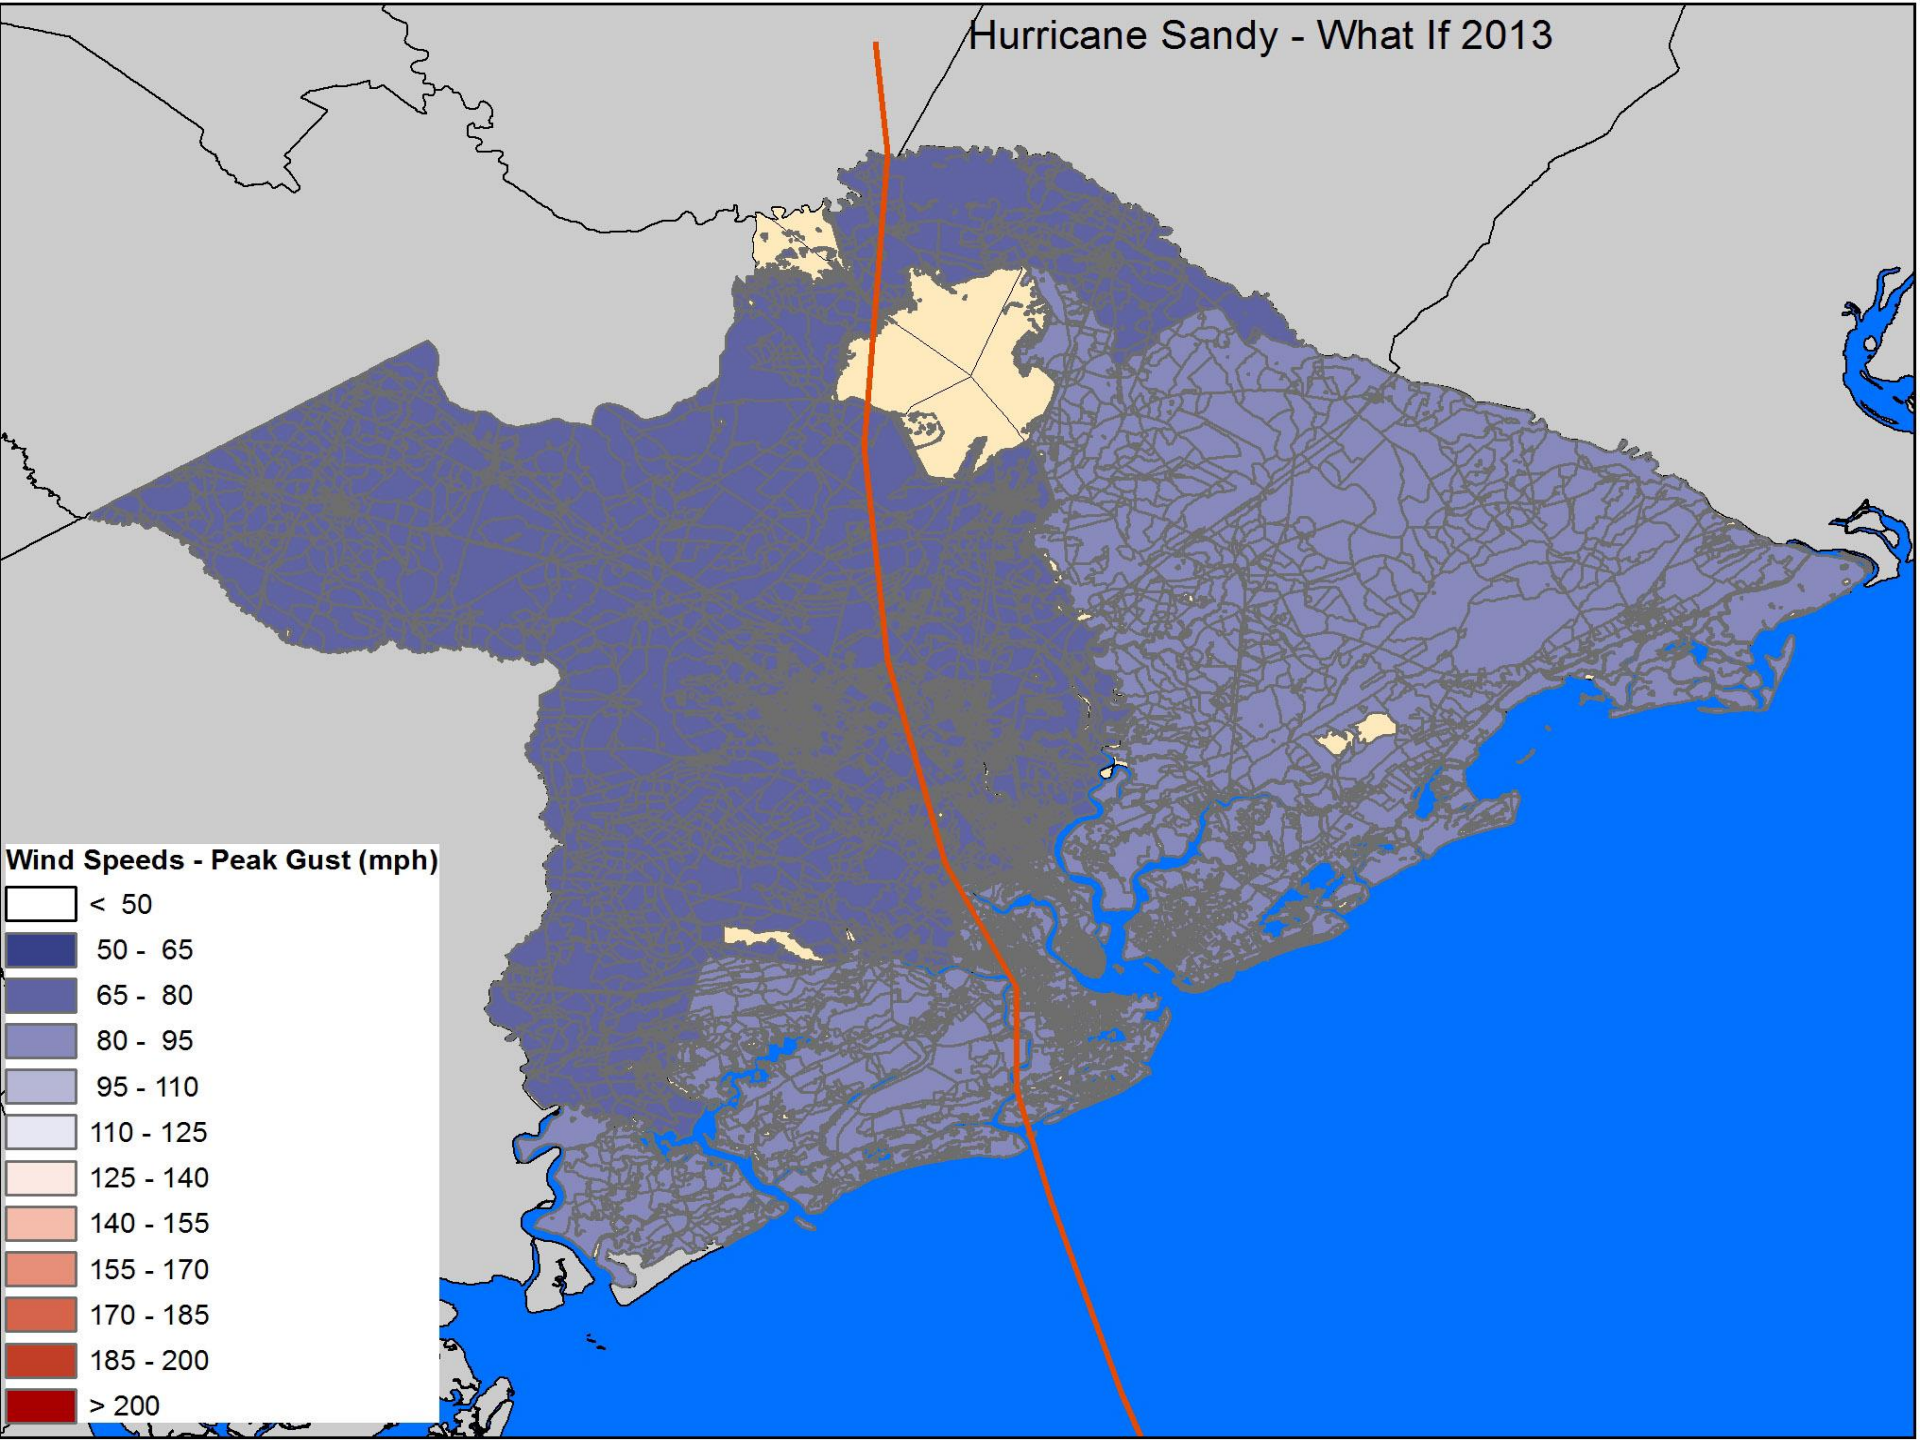 Hurricane Sandy - What If 2013
Wind Speeds - Peak Gust (mph)
< 50
50 - 65
65 - 80
80 - 95
95 - 110
110 - 125
125 - 140
140 - 155
155 - 170
170 - 185
185 - 200
> 200